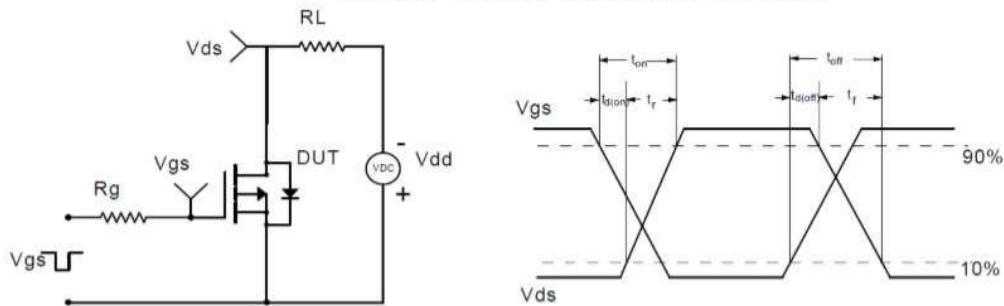 RL
Vds
Vgs
DUT
VDC
-
Vdd
+
Rg
Vgs
ton
toff
td(on)
tr
td(off)
tf
Vgs
90%
10%
Vds